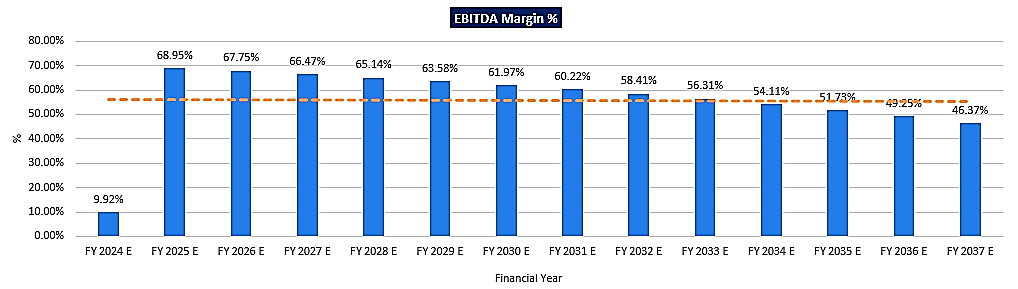 EBITDA Margin %
80.00%
70.00%
60.00%
50.00%
40.00%
30.00%
20.00%
10.00%
0.00%
%
9.92%
68.95%
67.75%
66.47%
65.14%
63.58%
61.97%
60.22%
58.41%
56.31%
54.11%
51.73%
49.25%
46.37%
FY 2024 E
FY 2025 E
FY 2026 E
FY 2027 E
FY 2028 E
FY 2029 E
FY 2030 E
FY 2031 E
FY 2032 E
FY 2033 E
FY 2034 E
FY 2035 E
FY 2036 E
FY 2037 E
Financial Year